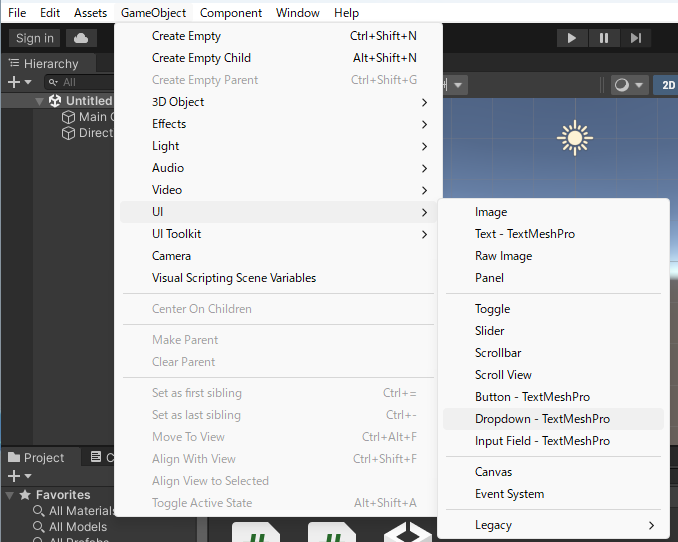 File Edit Assets GameObject Component Window Help
Sign in
Hierarchy
All
Untitled
Main
Direct
2D
Create Empty Ctrl+Shift+N
Create Empty Child Alt+Shift+N
Create Empty Parent Ctrl+Shift+G
3D Object
Effects
Light
Audio
Video
UI
UI Toolkit
Camera
Visual Scripting Scene Variables
Center On Children
Make Parent
Clear Parent
Set as first sibling Ctrl+=
Set as last sibling Ctrl+-
Move To View Ctrl+Alt+F
Align With View Ctrl+Shift+F
Align View to Selected
Toggle Active State Alt+Shift+A
Image
Text - TextMeshPro
Raw Image
Panel
Toggle
Slider
Scrollbar
Scroll View
Button - TextMeshPro
Dropdown - TextMeshPro
Input Field - TextMeshPro
Canvas
Event System
Legacy
Project
Favorites
All Materials
All Models
All Prefabs